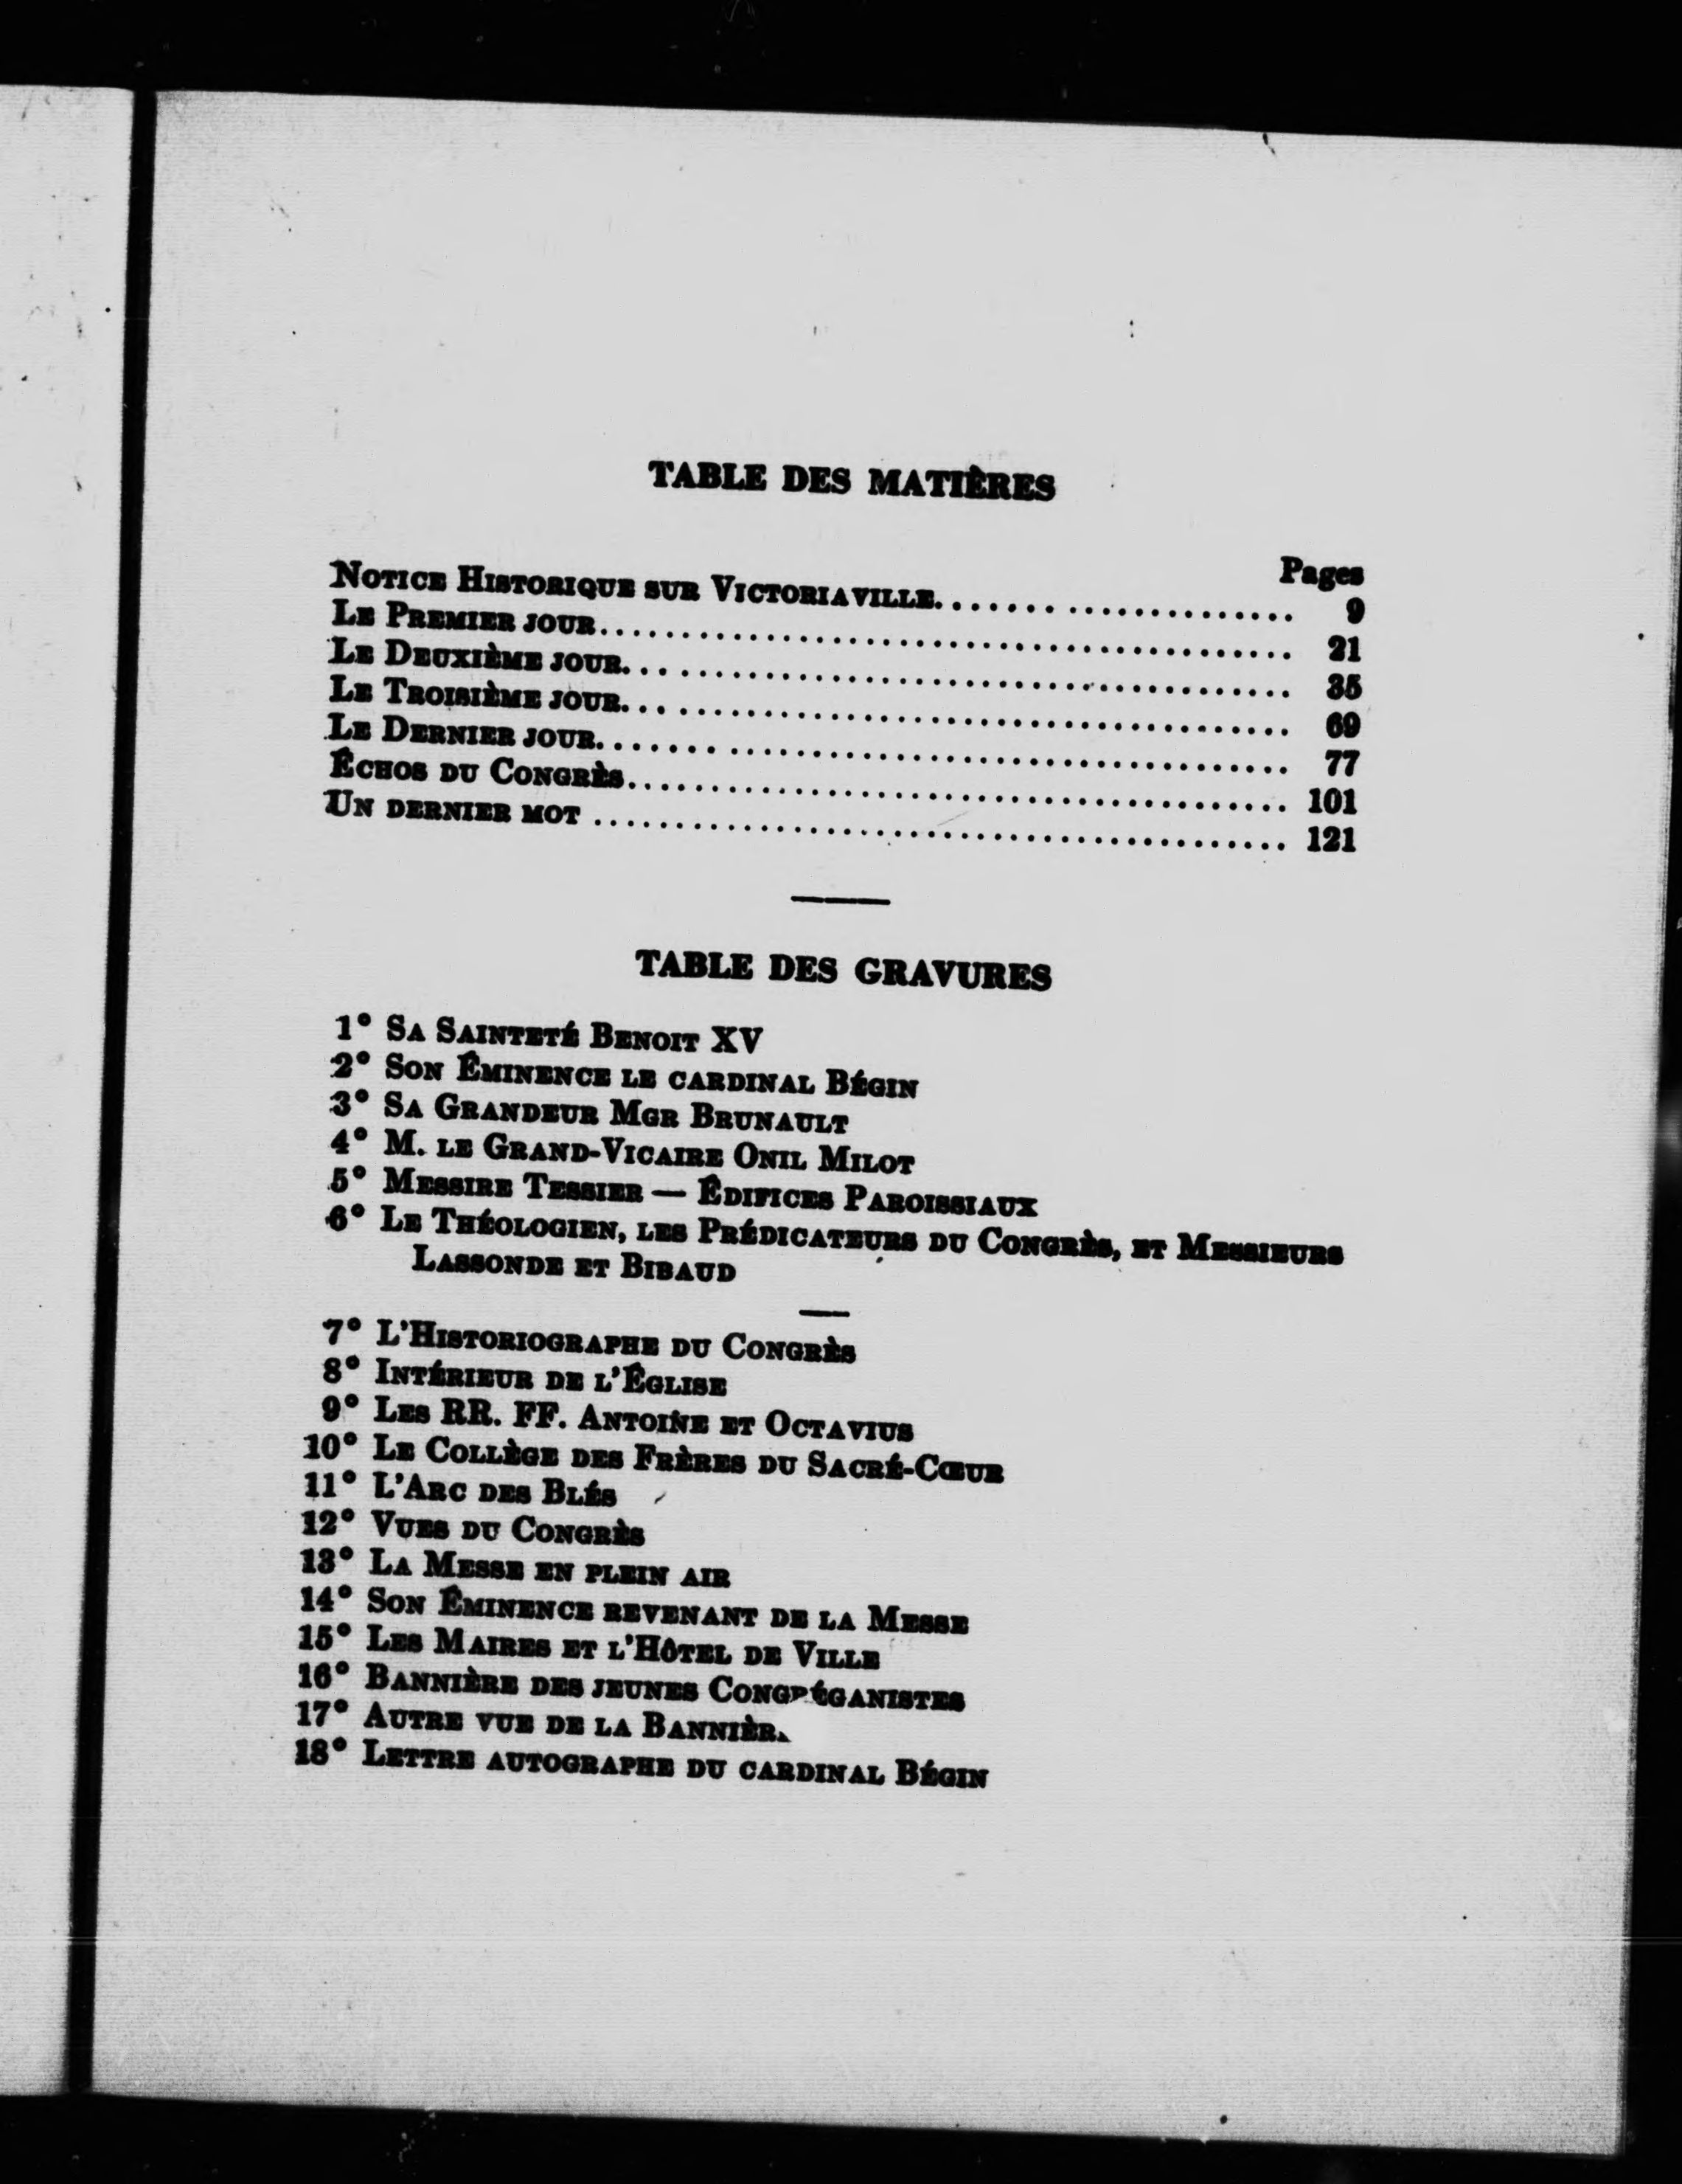 TABLE DES MATIÈRES
Pages
Notice Historique sur Victoriaville........................ 9
Le Premier jour............................................ 21
Le Deuxième jour........................................... 35
Le Troisième jour.......................................... 69
Le Dernier jour............................................ 77
Échos du Congrès........................................... 101
Un dernier mot ............................................ 121
TABLE DES GRAVURES
1° Sa Sainteté Benoit XV
2° Son Éminence le cardinal Bégin
3° Sa Grandeur Mgr Brunault
4° M. le Grand-Vicaire Onil Milot
5° Messire Tessier — Édifices Paroissiaux
6° Le Théologien, les Prédicateurs du Congrès, et Messieurs
Lassonde et Bibaud
7° L'Historiographe du Congrès
8° Intérieur de l'Église
9° Les RR. FF. Antoine et Octavius
10° Le Collège des Frères du Sacré-Cœur
11° L'Arc des Blés
12° Vues du Congrès
13° La Messe en plein air
14° Son Éminence revenant de la Messe
15° Les Maires et l'Hôtel de Ville
16° Bannière des jeunes Congréganistes
17° Autre vue de la Bannière
18° Lettre autographe du cardinal Bégin